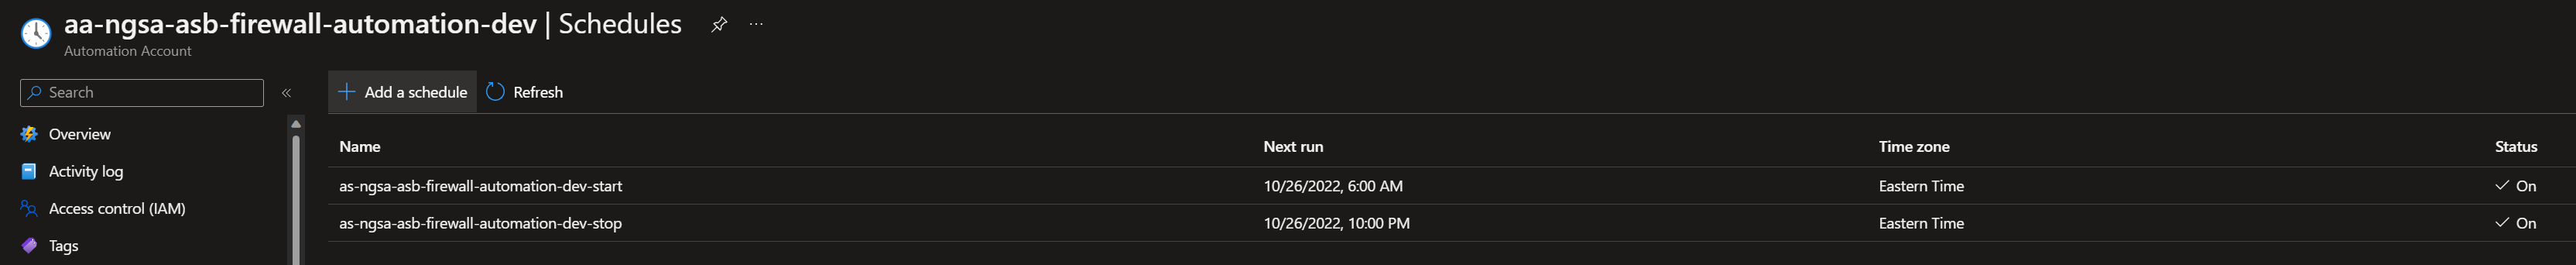 aa-ngsa-asb-firewall-automation-dev | Schedules ...
Automation Account
Search «
Add a schedule Refresh
Overview
Activity log
Access control (IAM)
Tags
Name Next run Time zone Status
as-ngsa-asb-firewall-automation-dev-start 10/26/2022, 6:00 AM Eastern Time On
as-ngsa-asb-firewall-automation-dev-stop 10/26/2022, 10:00 PM Eastern Time On